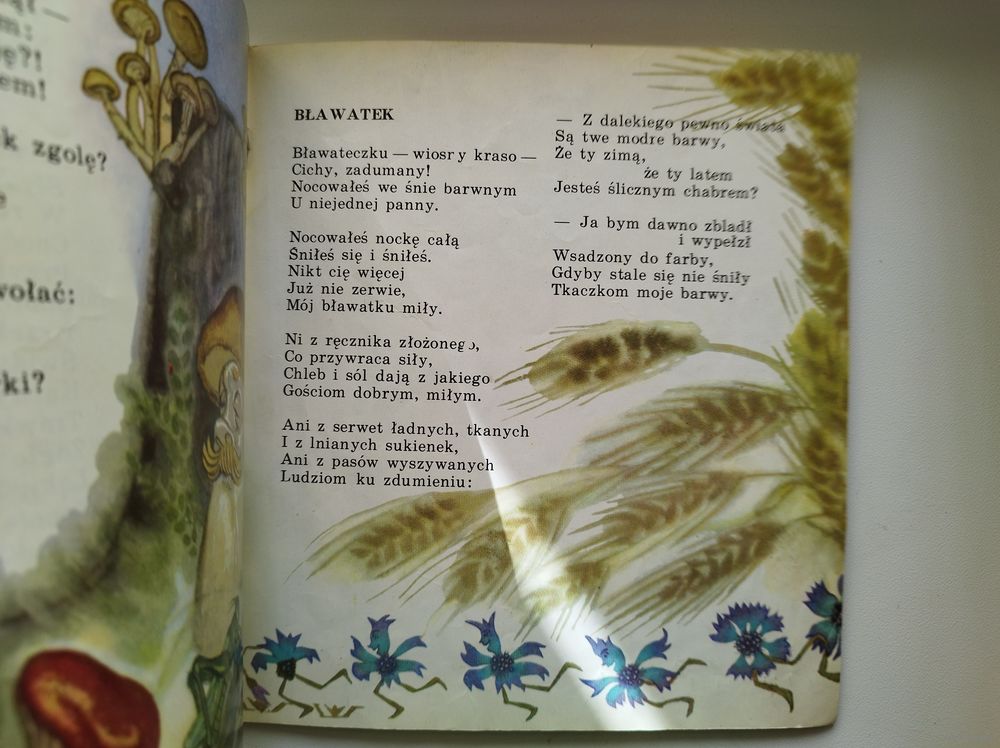 em!
k zgolę?
wołać:
ki?
BŁAWATEK
Bławateczku — wiosry kraso —
Cichy, zadumany!
Nocowałeś we śnie barwnym
U niejednej panny.
Nocowałeś nockę całą
Śniłeś się i śniłeś.
Nikt cię więcej
Już nie zerwie,
Mój bławatku miły.
Ni z ręcznika złożonego,
Co przywraca siły,
Chleb i sól dają z jakiego
Gościom dobrym, miłym.
Ani z serwet ładnych, tkanych
I z lnianych sukienek,
Ani z pasów wyszywanych
Ludziom ku zdumieniu:
— Z dalekiego pewno świata
Są twe modre barwy,
Że ty zimą,
że ty latem
Jesteś ślicznym chabrem?
— Ja bym dawno zbladł
i wypełzł
Wsadzony do farby,
Gdyby stale się nie śniły
Tkaczkom moje barwy.